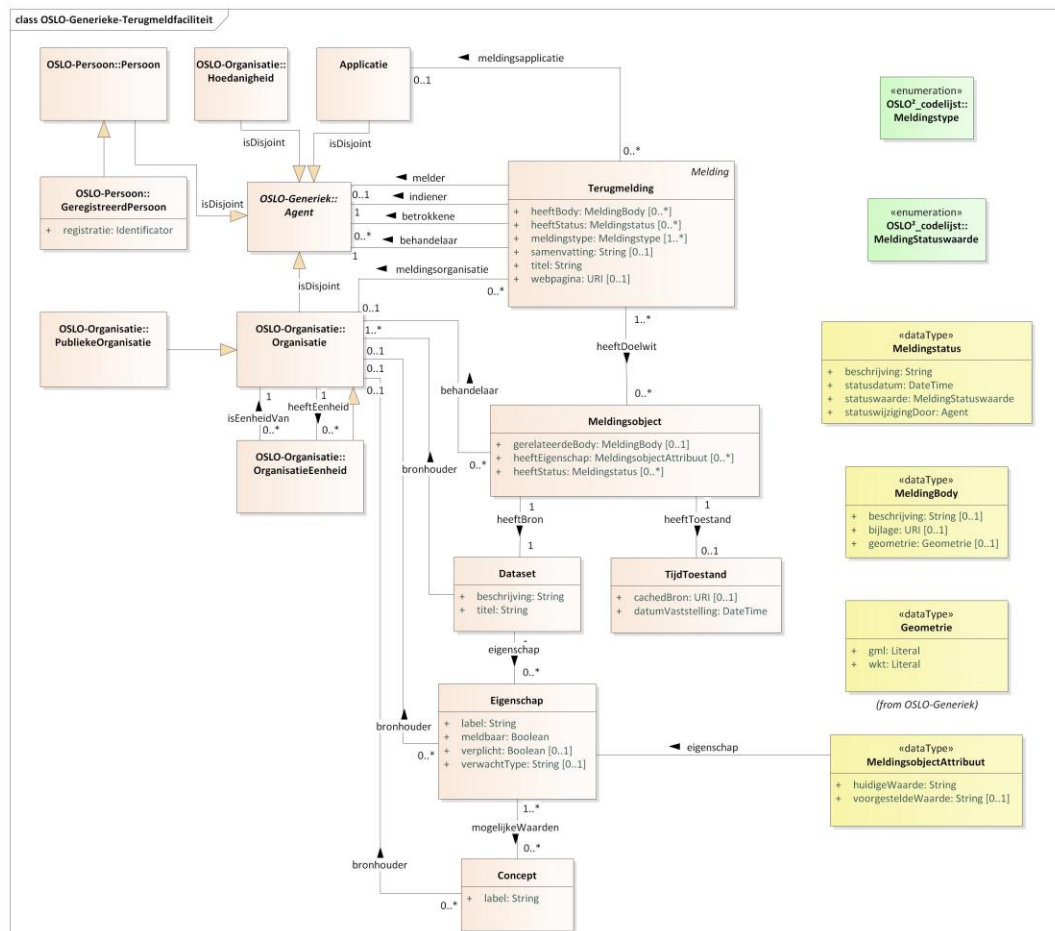 class OSLO-Generieke-Terugmeldfaciliteit
OSLO-Persoon::Persoon
OSLO-Organisatie::
Hoedanigheid
Applicatie
meldingsapplicatie
0..1
0..*
«enumeration»
OSLO²_codelijst::
Meldingstype
isDisjoint
isDisjoint
isDisjoint
OSLO-Persoon::
GeregistreerdPersoon
+ registratie: Identificator
OSLO-Generiek::
Agent
melder
0..1
indiener
1
betrokkene
0..*
behandelaar
1
Melding
Terugmelding
+ heeftBody: MeldingBody [0..*]
+ heeftStatus: Meldingstatus [0..*]
+ meldingstype: Meldingstype [1..*]
+ samenvatting: String [0..1]
+ titel: String
+ webpagina: URI [0..1]
«enumeration»
OSLO²_codelijst::
MeldingStatuswaarde
meldingsorganisatie
0..*
0..1
isDisjoint
1..*
heeftDoelwit
0..*
OSLO-Organisatie::
PubliekeOrganisatie
OSLO-Organisatie::
Organisatie
1..*
0..1
0..1
0..1
behandelaar
0..*
bronhouder
1
isEenheidVan
0..*
1
heeftEenheid
0..*
OSLO-Organisatie::
OrganisatieEenheid
«dataType»
Meldingstatus
+ beschrijving: String
+ statusdatum: DateTime
+ statuswaarde: MeldingStatuswaarde
+ statuswijzigingDoor: Agent
Meldingsobject
+ gerelateerdeBody: MeldingBody [0..1]
+ heeftEigenschap: MeldingsobjectAttribuut [0..*]
+ heeftStatus: Meldingstatus [0..*]
«dataType»
MeldingBody
+ beschrijving: String [0..1]
+ bijlage: URI [0..1]
+ geometrie: Geometrie [0..1]
1
heeftBron
1
1
heeftToestand
0..1
Dataset
+ beschrijving: String
+ titel: String
TijdToestand
+ cachedBron: URI [0..1]
+ datumVaststelling: DateTime
«dataType»
Geometrie
+ gml: Literal
+ wkt: Literal
(from OSLO-Generiek)
eigenschap
0..*
Eigenschap
+ label: String
+ meldbaar: Boolean
+ verplicht: Boolean [0..1]
+ verwachtType: String [0..1]
bronhouder
0..*
eigenschap
«dataType»
MeldingsobjectAttribuut
+ huidigeWaarde: String
+ voorgesteldeWaarde: String [0..1]
1..*
mogelijkeWaarden
0..*
bronhouder
0..*
Concept
+ label: String